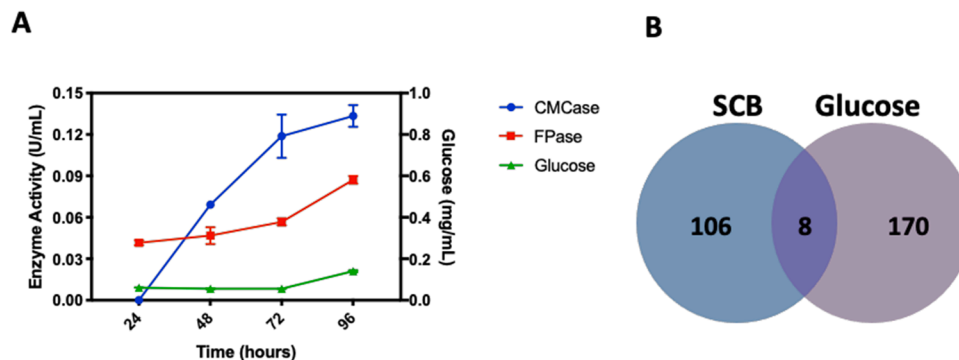 A
B
0.15
0.12
0.09
0.06
0.03
0.00
Enzyme Activity (U/mL)
1.0
0.8
0.6
0.4
0.2
0.0
Glucose (mg/mL)
24
48
72
96
Time (hours)
CMCase
FPase
Glucose
SCB Glucose
106 8 170